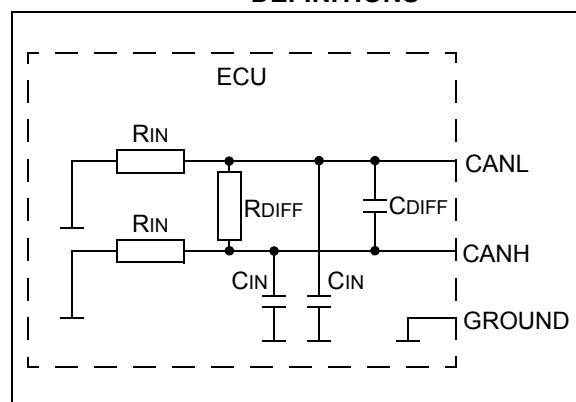 DEFINITIONS
ECU
RIN
CANL
RDIFF
CDIFF
RIN
CANH
CIN
CIN
GROUND